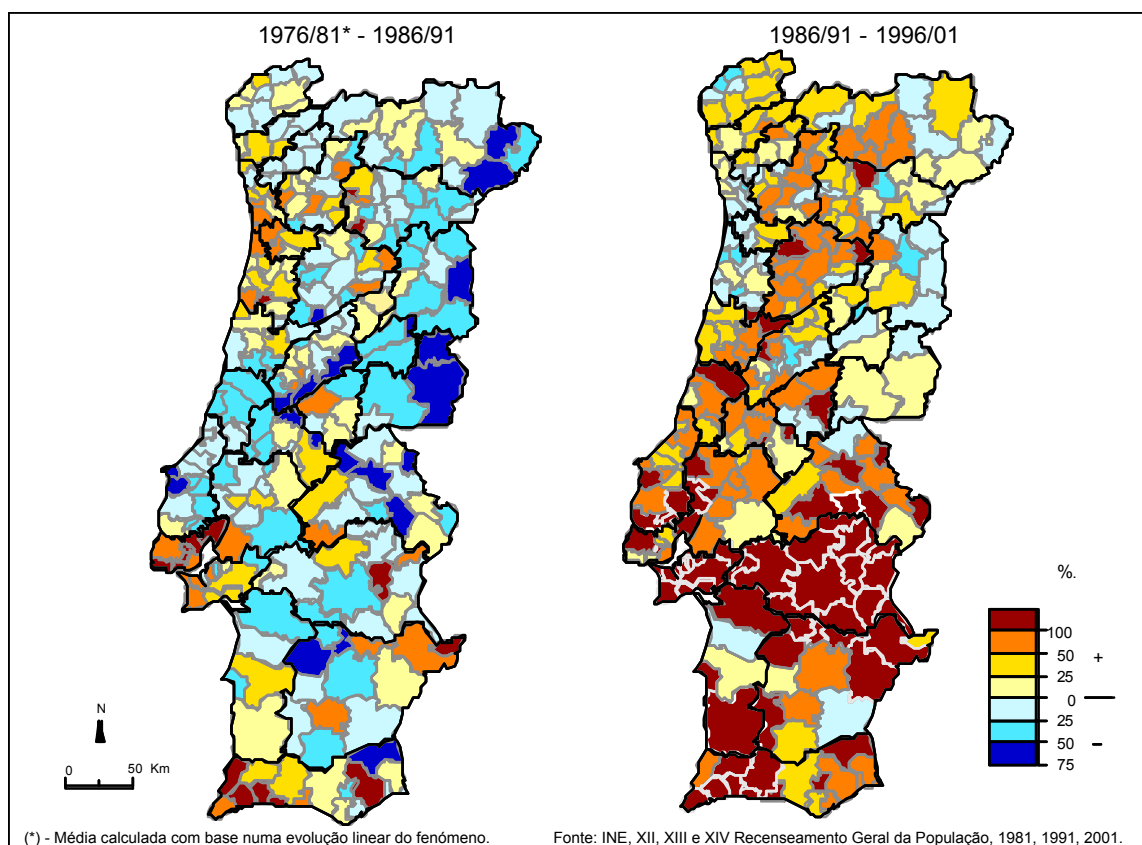 1976/81* - 1986/91
1986/91 - 1996/01
%.
100
50
25
0
25
50
75
+
-
N
0 50 Km
(*) - Média calculada com base numa evolução linear do fenómeno.
Fonte: INE, XII, XIII e XIV Recenseamento Geral da População, 1981, 1991, 2001.